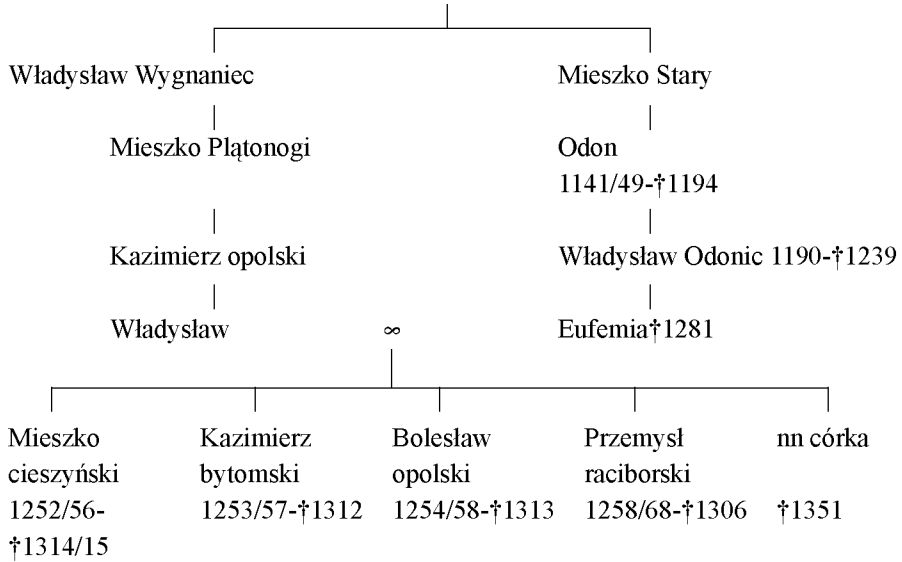 Władysław Wygnaniec Mieszko Stary
Mieszko Plątonogi Odon
1141/49-†1194
Kazimierz opolski Władysław Odonic 1190-†1239
Władysław ∞ Eufemia†1281
Mieszko Kazimierz Bolesław Przemysł nn córka
cieszyński bytomski opolski raciborski
1252/56- 1253/57-†1312 1254/58-†1313 1258/68-†1306 †1351
†1314/15